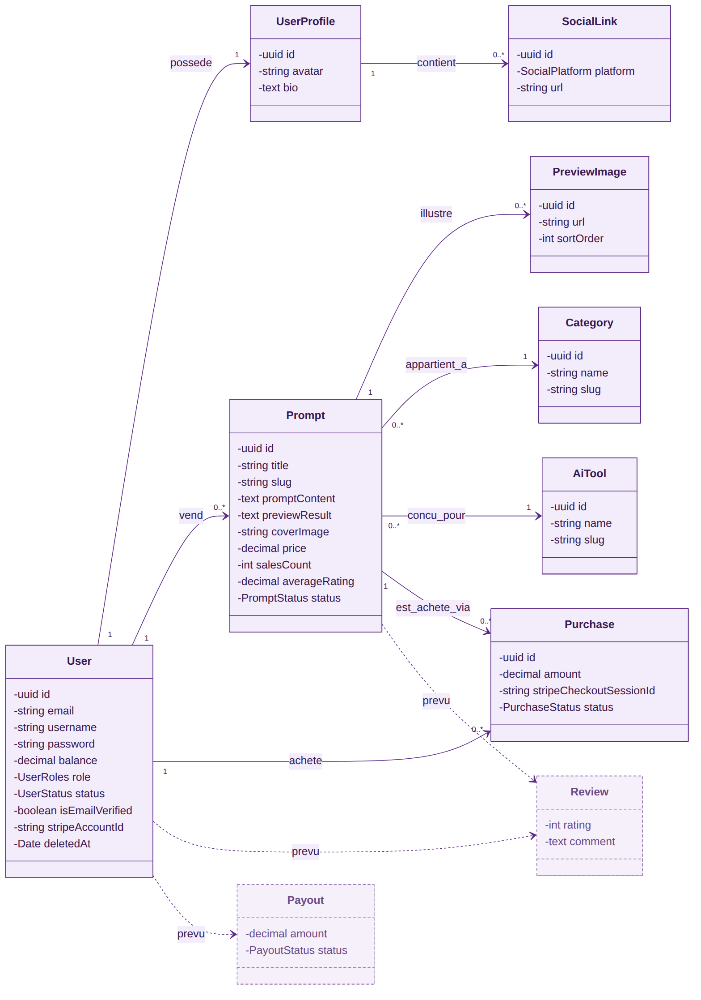 UserProfile
-uuid id
-string avatar
-text bio
SocialLink
-uuid id
-SocialPlatform platform
-string url
possede
1
contient
1
0..*
PreviewImage
-uuid id
-string url
-int sortOrder
illustre
0..*
1
Category
-uuid id
-string name
-string slug
appartient_a
1
0..*
Prompt
-uuid id
-string title
-string slug
-text promptContent
-text previewResult
-string coverImage
-decimal price
-int salesCount
-decimal averageRating
-PromptStatus status
AiTool
-uuid id
-string name
-string slug
vend
0..*
concu_pour
0..*
1
1
est_achete_via
0..*
Purchase
-uuid id
-decimal amount
-string stripeCheckoutSessionId
-PurchaseStatus status
1
1
User
-uuid id
-string email
-string username
-string password
-decimal balance
-UserRoles role
-UserStatus status
-boolean isEmailVerified
-string stripeAccountId
-Date deletedAt
prevu
0..*
achete
1
Review
-int rating
-text comment
prevu
Payout
-decimal amount
-PayoutStatus status
prevu